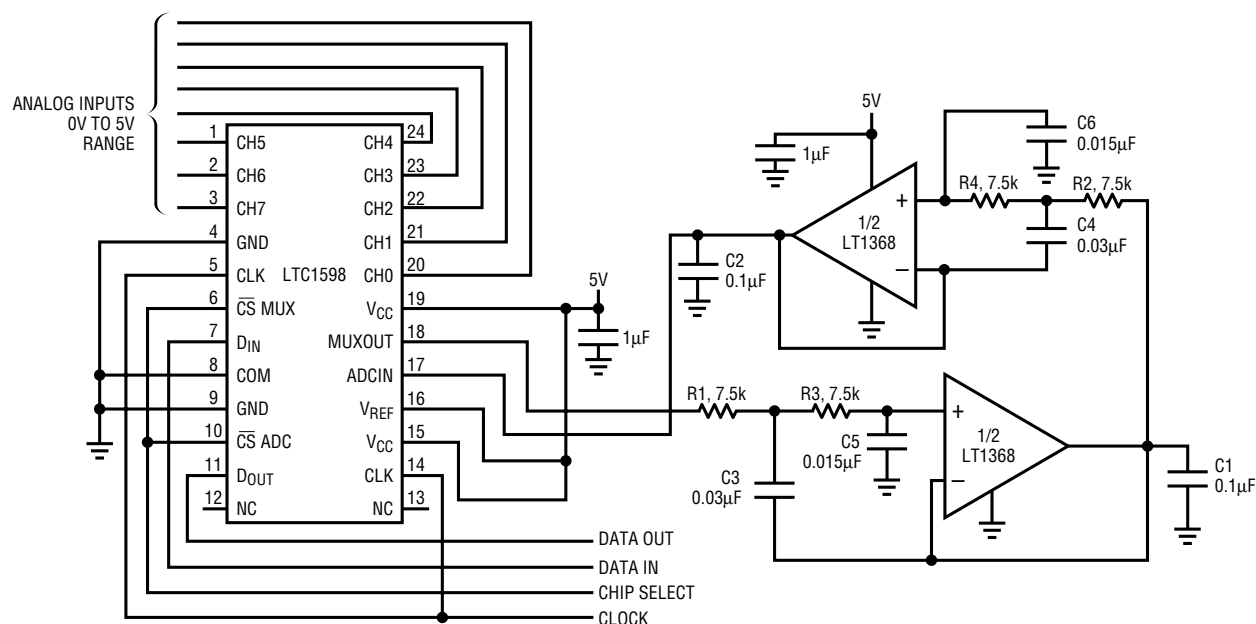 ANALOG INPUTS
0V TO 5V
RANGE
1 CH5
2 CH6
3 CH7
4 GND
5 CLK
6 C̅S̅ MUX
7 DIN
8 COM
9 GND
10 C̅S̅ ADC
11 DOUT
12 NC
LTC1598
24 CH4
23 CH3
22 CH2
21 CH1
20 CH0
19 VCC
18 MUXOUT
17 ADCIN
16 VREF
15 VCC
14 CLK
13 NC
5V
1µF
DATA OUT
DATA IN
CHIP SELECT
CLOCK
5V
1µF
C6
0.015µF
R4, 7.5k
R2, 7.5k
+
1/2
LT1368
–
C4
0.03µF
C2
0.1µF
R1, 7.5k
R3, 7.5k
+
1/2
LT1368
–
C5
0.015µF
C3
0.03µF
C1
0.1µF